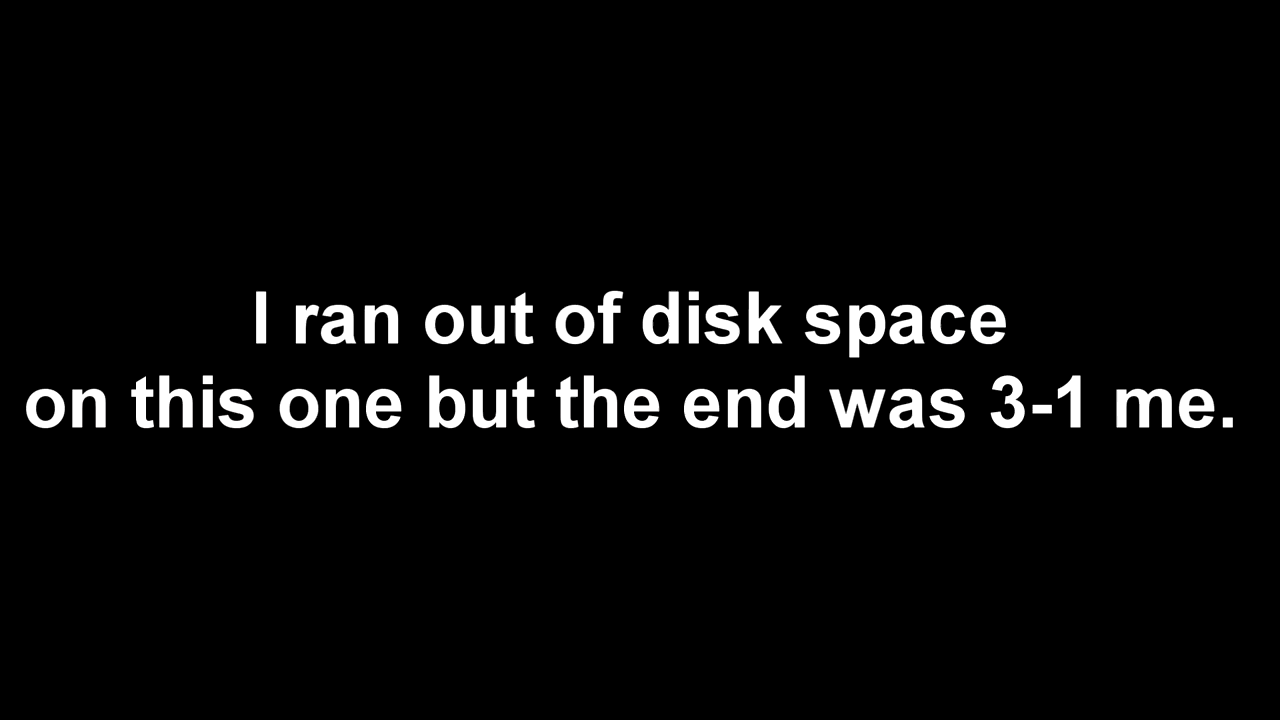 I ran out of disk space
on this one but the end was 3-1 me.